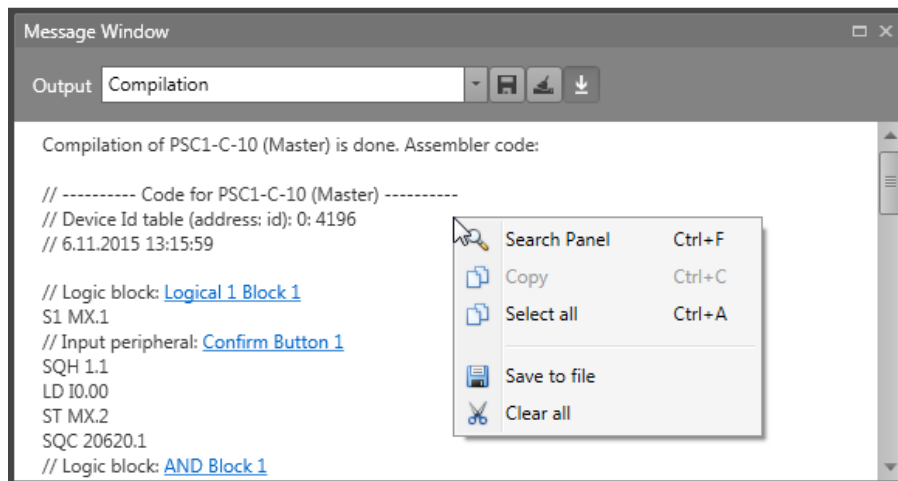 Message Window
Output Compilation
Compilation of PSC1-C-10 (Master) is done. Assembler code:
// ---------- Code for PSC1-C-10 (Master) ----------
// Device Id table (address: id): 0: 4196
// 6.11.2015 13:15:59
// Logic block: Logical 1 Block 1
S1 MX.1
// Input peripheral: Confirm Button 1
SQH 1.1
LD I0.00
ST MX.2
SQC 20620.1
// Logic block: AND Block 1
Search Panel Ctrl+F
Copy Ctrl+C
Select all Ctrl+A
Save to file
Clear all